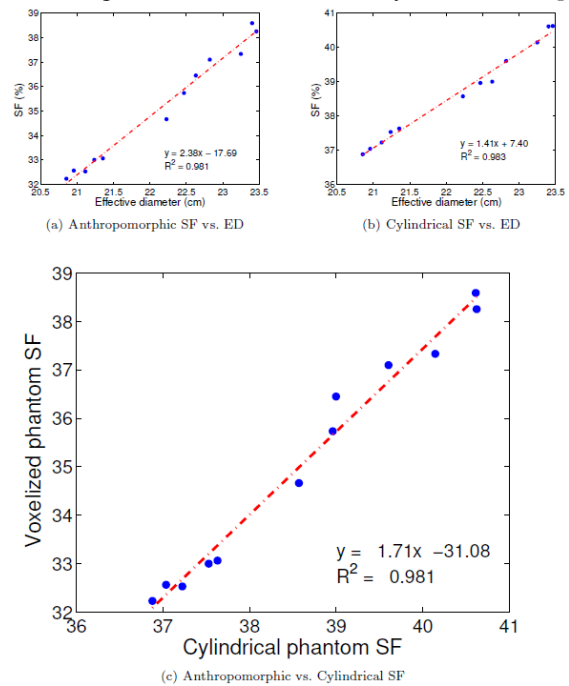 39
38
37
36
35
34
33
32
SF (%)
y = 2.38x − 17.69
R² = 0.981
20.5 21 21.5 22 22.5 23 23.5
Effective diameter (cm)
(a) Anthropomorphic SF vs. ED
41
40
39
38
37
36
SF (%)
y = 1.41x + 7.40
R² = 0.983
20.5 21 21.5 22 22.5 23 23.5
Effective diameter (cm)
(b) Cylindrical SF vs. ED
39
38
37
36
35
34
33
32
Voxelized phantom SF
y = 1.71x −31.08
R² = 0.981
36 37 38 39 40 41
Cylindrical phantom SF
(c) Anthropomorphic vs. Cylindrical SF